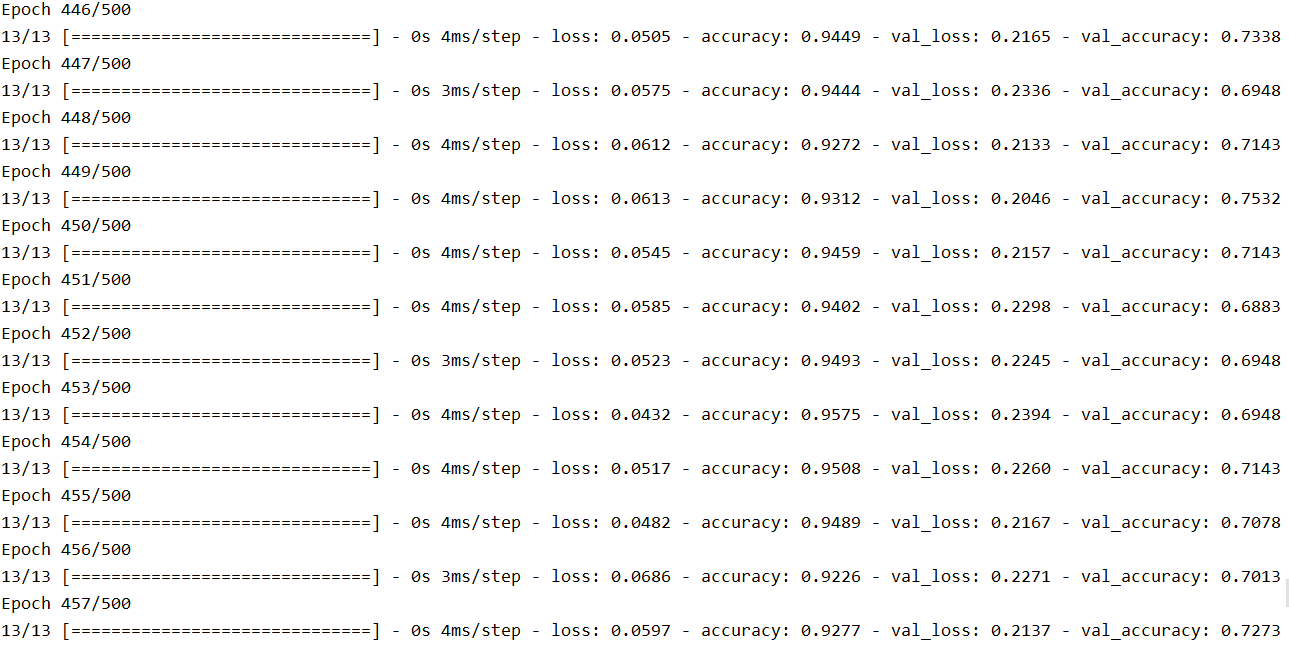 Epoch 446/500
13/13 [==============================] - 0s 4ms/step - loss: 0.0505 - accuracy: 0.9449 - val_loss: 0.2165 - val_accuracy: 0.7338
Epoch 447/500
13/13 [==============================] - 0s 3ms/step - loss: 0.0575 - accuracy: 0.9444 - val_loss: 0.2336 - val_accuracy: 0.6948
Epoch 448/500
13/13 [==============================] - 0s 4ms/step - loss: 0.0612 - accuracy: 0.9272 - val_loss: 0.2133 - val_accuracy: 0.7143
Epoch 449/500
13/13 [==============================] - 0s 4ms/step - loss: 0.0613 - accuracy: 0.9312 - val_loss: 0.2046 - val_accuracy: 0.7532
Epoch 450/500
13/13 [==============================] - 0s 4ms/step - loss: 0.0545 - accuracy: 0.9459 - val_loss: 0.2157 - val_accuracy: 0.7143
Epoch 451/500
13/13 [==============================] - 0s 4ms/step - loss: 0.0585 - accuracy: 0.9402 - val_loss: 0.2298 - val_accuracy: 0.6883
Epoch 452/500
13/13 [==============================] - 0s 3ms/step - loss: 0.0523 - accuracy: 0.9493 - val_loss: 0.2245 - val_accuracy: 0.6948
Epoch 453/500
13/13 [==============================] - 0s 4ms/step - loss: 0.0432 - accuracy: 0.9575 - val_loss: 0.2394 - val_accuracy: 0.6948
Epoch 454/500
13/13 [==============================] - 0s 4ms/step - loss: 0.0517 - accuracy: 0.9508 - val_loss: 0.2260 - val_accuracy: 0.7143
Epoch 455/500
13/13 [==============================] - 0s 4ms/step - loss: 0.0482 - accuracy: 0.9489 - val_loss: 0.2167 - val_accuracy: 0.7078
Epoch 456/500
13/13 [==============================] - 0s 3ms/step - loss: 0.0686 - accuracy: 0.9226 - val_loss: 0.2271 - val_accuracy: 0.7013
Epoch 457/500
13/13 [==============================] - 0s 4ms/step - loss: 0.0597 - accuracy: 0.9277 - val_loss: 0.2137 - val_accuracy: 0.7273